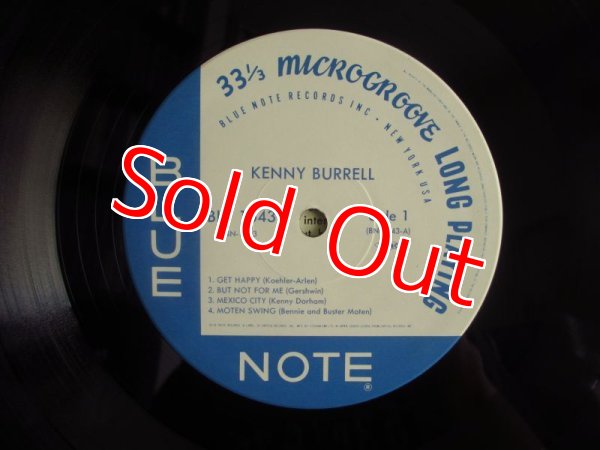 33⅓ MICROGROOVE LONG PLAYING
BLUE NOTE RECORDS INC • NEW YORK USA
KENNY BURRELL
Sold Out
Side 1
1. GET HAPPY (Koehler-Arlen)
2. BUT NOT FOR ME (Gershwin)
3. MEXICO CITY (Kenny Dorham)
4. MOTEN SWING (Bennie and Buster Moten)
BLUE
NOTE
®